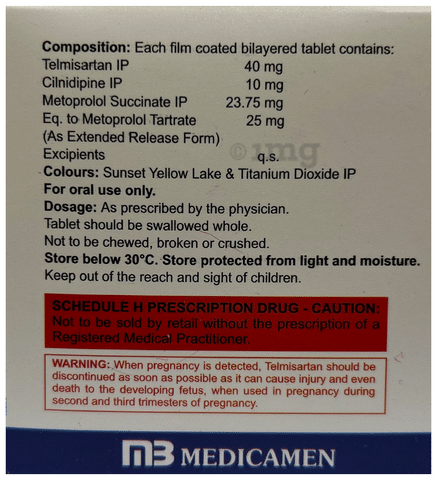 Composition: Each film coated bilayered tablet contains:
Telmisartan IP 40 mg
Cilnidipine IP 10 mg
Metoprolol Succinate IP 23.75 mg
Eq. to Metoprolol Tartrate 25 mg
(As Extended Release Form)
Excipients q.s.
Colours: Sunset Yellow Lake & Titanium Dioxide IP
For oral use only.
Dosage: As prescribed by the physician.
Tablet should be swallowed whole.
Not to be chewed, broken or crushed.
Store below 30°C. Store protected from light and moisture.
Keep out of the reach and sight of children.
SCHEDULE H PRESCRIPTION DRUG - CAUTION:
Not to be sold by retail without the prescription of a
Registered Medical Practitioner.
WARNING: When pregnancy is detected, Telmisartan should be
discontinued as soon as possible as it can cause injury and even
death to the developing fetus, when used in pregnancy during
second and third trimesters of pregnancy.
MB MEDICAMEN